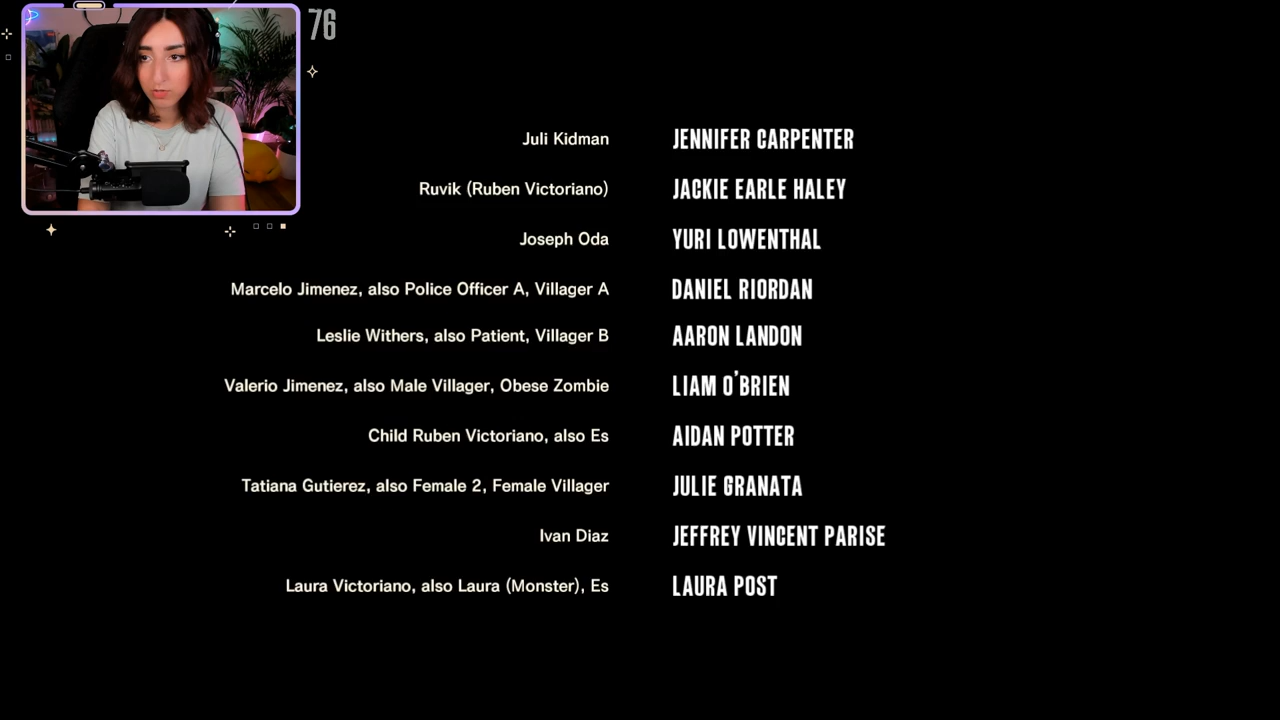 76
Juli Kidman JENNIFER CARPENTER
Ruvik (Ruben Victoriano) JACKIE EARLE HALEY
Joseph Oda YURI LOWENTHAL
Marcelo Jimenez, also Police Officer A, Villager A DANIEL RIORDAN
Leslie Withers, also Patient, Villager B AARON LANDON
Valerio Jimenez, also Male Villager, Obese Zombie LIAM O'BRIEN
Child Ruben Victoriano, also Es AIDAN POTTER
Tatiana Gutierez, also Female 2, Female Villager JULIE GRANATA
Ivan Diaz JEFFREY VINCENT PARISE
Laura Victoriano, also Laura (Monster), Es LAURA POST